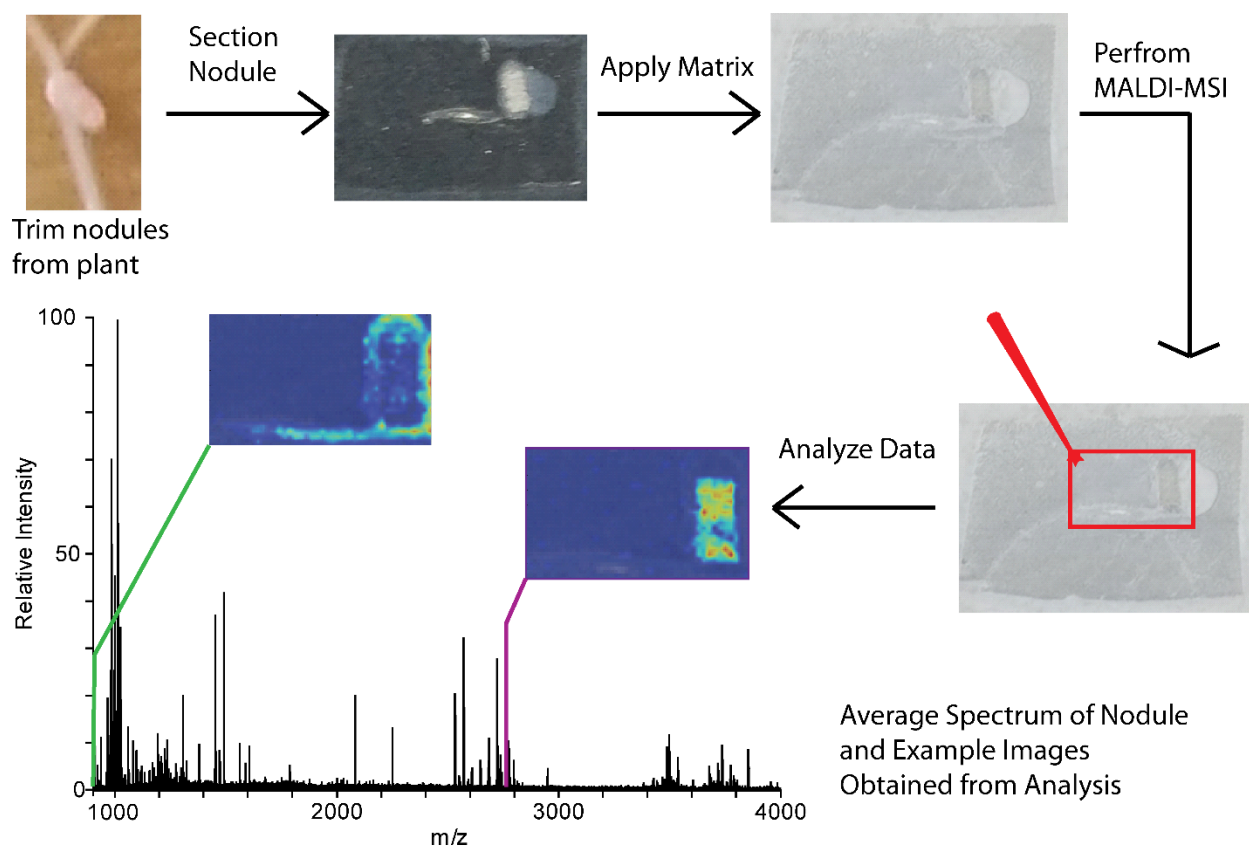 Section
Nodule
Apply Matrix
Perfrom
MALDI-MSI
Trim nodules
from plant
Analyze Data
100
50
0
Relative Intensity
1000
2000
3000
4000
m/z
Average Spectrum of Nodule
and Example Images
Obtained from Analysis